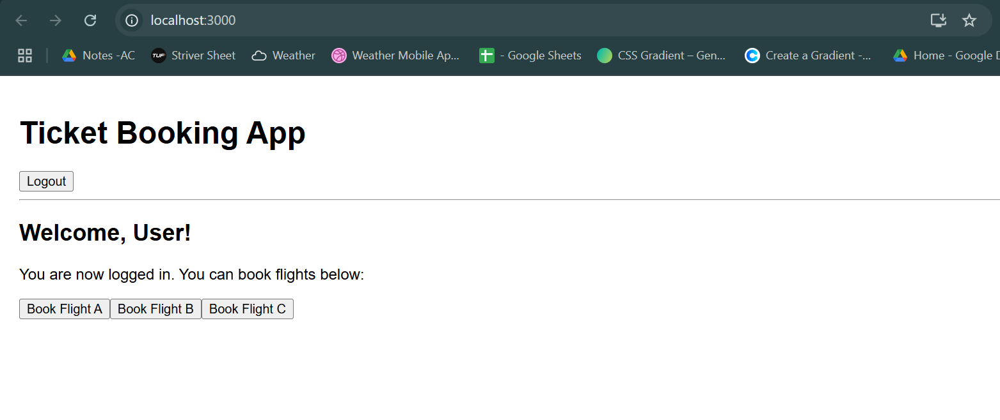 localhost:3000
Notes -AC TUF Striver Sheet Weather Weather Mobile Ap... - Google Sheets CSS Gradient – Gen... Create a Gradient -... Home - Google D
Ticket Booking App
Logout
Welcome, User!
You are now logged in. You can book flights below:
Book Flight A Book Flight B Book Flight C